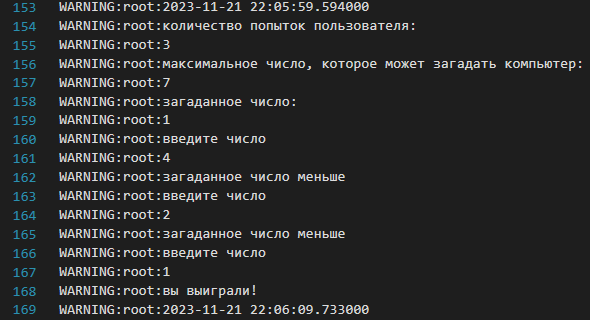 153 WARNING:root:2023-11-21 22:05:59.594000
154 WARNING:root:количество попыток пользователя:
155 WARNING:root:3
156 WARNING:root:максимальное число, которое может загадать компьютер:
157 WARNING:root:7
158 WARNING:root:загаданное число:
159 WARNING:root:1
160 WARNING:root:введите число
161 WARNING:root:4
162 WARNING:root:загаданное число меньше
163 WARNING:root:введите число
164 WARNING:root:2
165 WARNING:root:загаданное число меньше
166 WARNING:root:введите число
167 WARNING:root:1
168 WARNING:root:вы выиграли!
169 WARNING:root:2023-11-21 22:06:09.733000